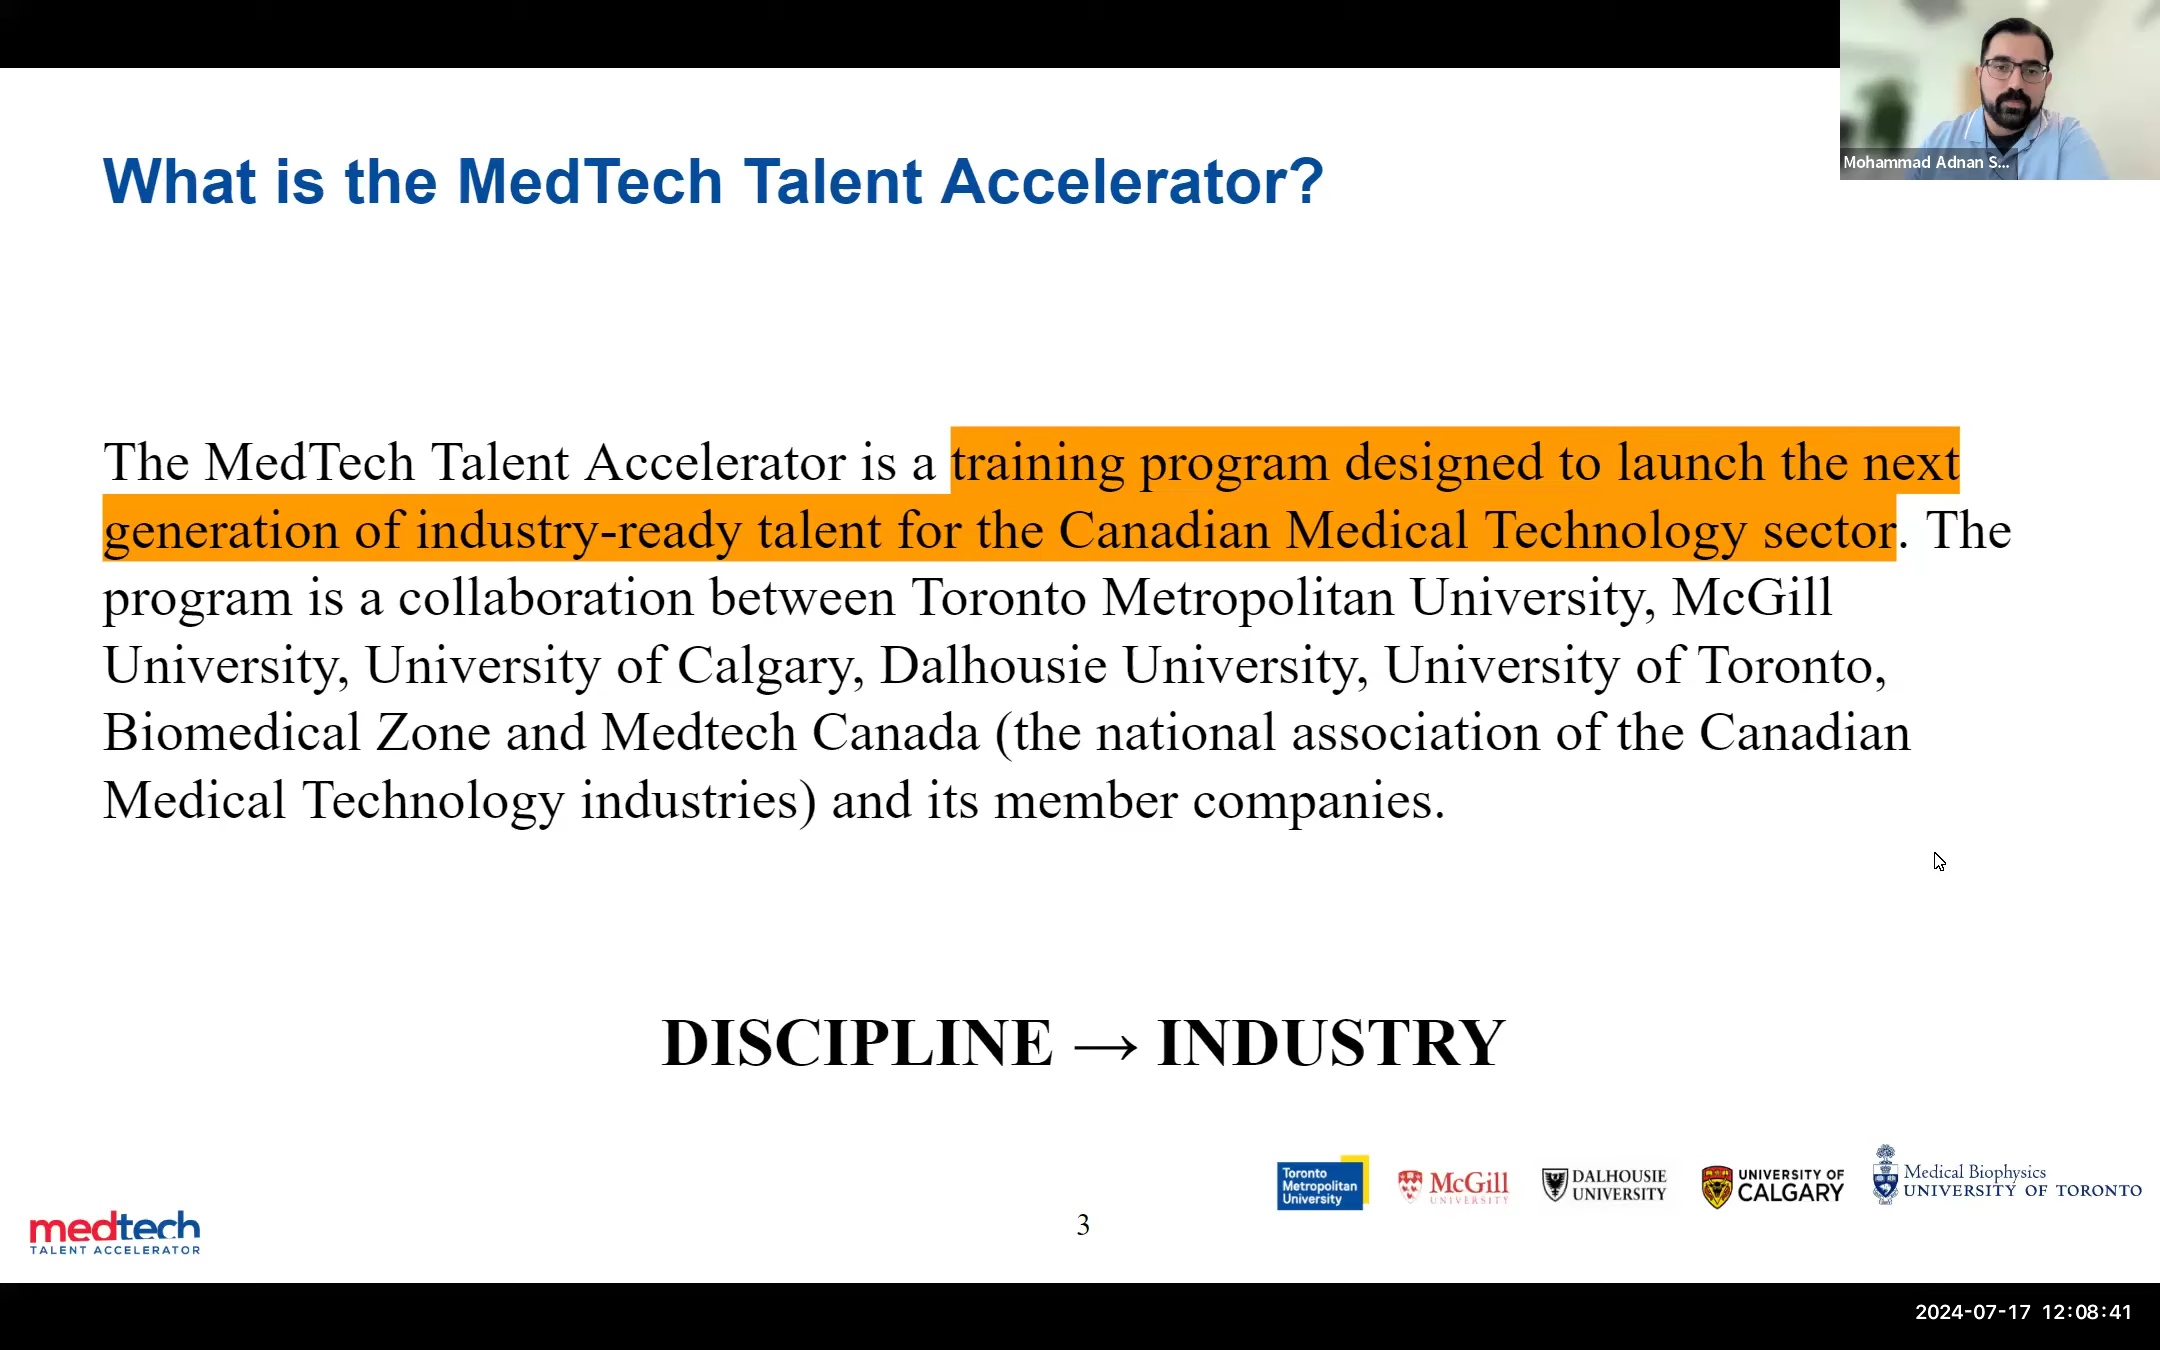 Mohammad Adnan S...
What is the MedTech Talent Accelerator?
The MedTech Talent Accelerator is a training program designed to launch the next
generation of industry-ready talent for the Canadian Medical Technology sector. The
program is a collaboration between Toronto Metropolitan University, McGill
University, University of Calgary, Dalhousie University, University of Toronto,
Biomedical Zone and Medtech Canada (the national association of the Canadian
Medical Technology industries) and its member companies.
DISCIPLINE → INDUSTRY
Toronto
Metropolitan
University
McGill
UNIVERSITY
DALHOUSIE
UNIVERSITY
UNIVERSITY OF
CALGARY
Medical Biophysics
UNIVERSITY OF TORONTO
medtech
TALENT ACCELERATOR
3
2024-07-17 12:08:41